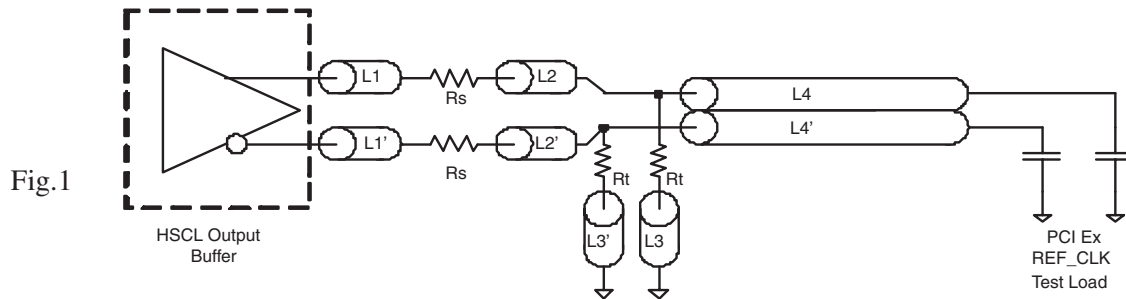 L1
Rs
L2
L4
L1'
Rs
L2'
L4'
Fig.1
Rt
Rt
L3'
L3
HSCL Output
Buffer
PCI Ex
REF_CLK
Test Load